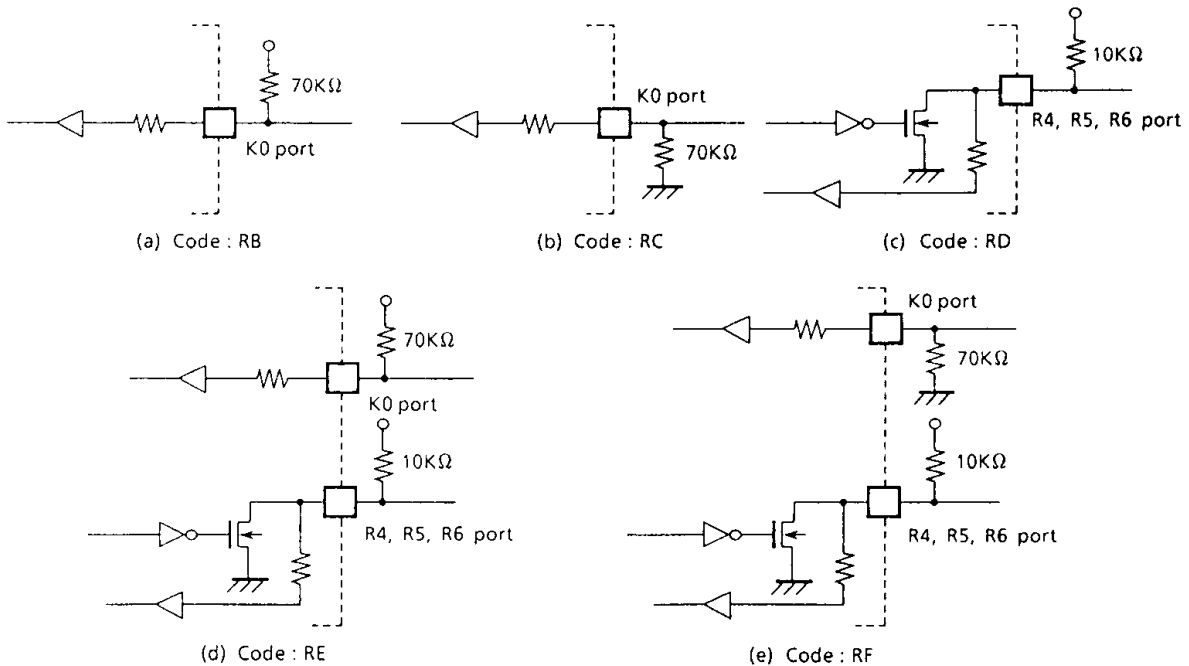 70KΩ
K0 port
(a) Code : RB
K0 port
70KΩ
(b) Code : RC
10KΩ
R4, R5, R6 port
(c) Code : RD
70KΩ
K0 port
10KΩ
R4, R5, R6 port
(d) Code : RE
K0 port
70KΩ
10KΩ
R4, R5, R6 port
(e) Code : RF